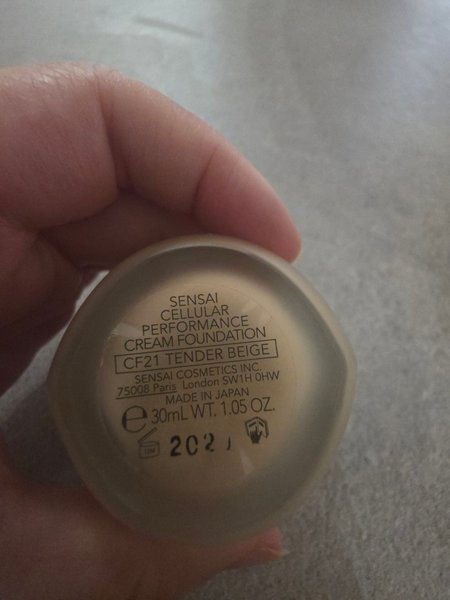 SENSAI
CELLULAR
PERFORMANCE
CREAM FOUNDATION
CF21 TENDER BEIGE
SENSAI COSMETICS INC.
75008 Paris London SW1H 0HW
MADE IN JAPAN
e 30mL WT. 1.05 OZ.